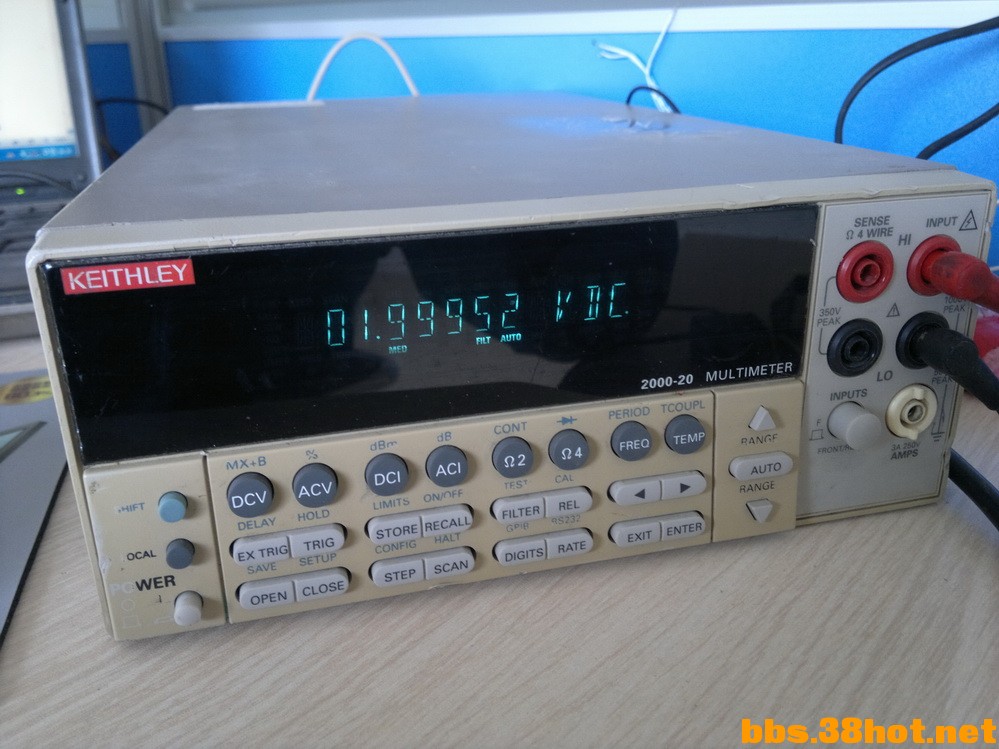 KEITHLEY
01.99952 VDC
MED FILT AUTO
2000-20 MULTIMETER
SENSE
Ω 4 WIRE
INPUT
HI
350V
PEAK
LO
INPUTS
F
3A 250V
AMPS
MX+B % dBm dB CONT PERIOD TCOUPL
DCV ACV DCI ACI Ω2 Ω4 FREQ TEMP
RANGE
AUTO
RANGE
DELAY HOLD LIMITS ON/OFF TEST CAL
EX TRIG TRIG STORE RECALL FILTER REL
SAVE SETUP CONFIG HALT GPIB RS232
OPEN CLOSE STEP SCAN DIGITS RATE EXIT ENTER
POWER
bbs.38hot.net